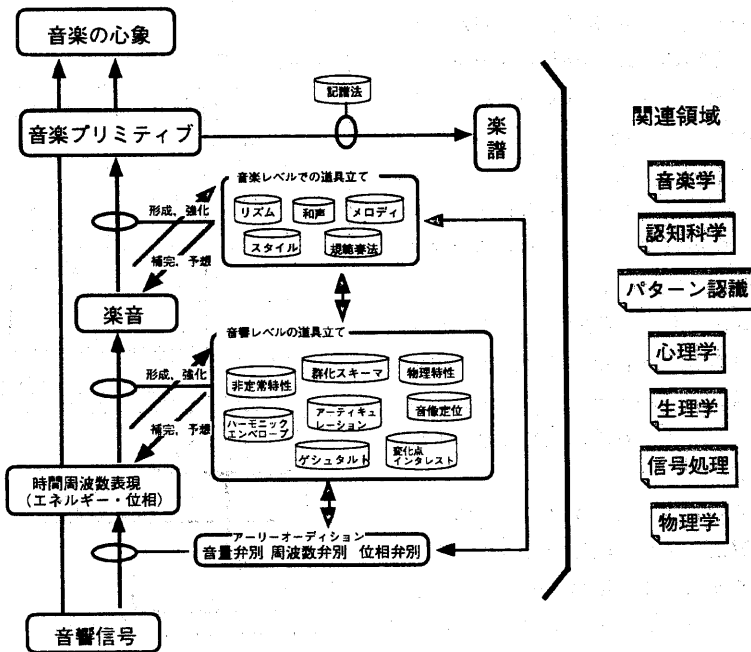 音楽の心象
記譜法
音楽プリミティブ
楽譜
音楽レベルでの道具立て
形成、強化
リズム
和声
メロディ
スタイル
規範奏法
補完、予想
楽音
音響レベルの道具立て
形成、強化
非定常特性
群化スキーマ
物理特性
補完、予想
ハーモニック
エンベロープ
アーティキュ
レーション
音像定位
ゲシュタルト
変化点
インタレスト
時間周波数表現
(エネルギー・位相)
アーリーオーディション
音量弁別 周波数弁別 位相弁別
音響信号
関連領域
音楽学
認知科学
パターン認識
心理学
生理学
信号処理
物理学